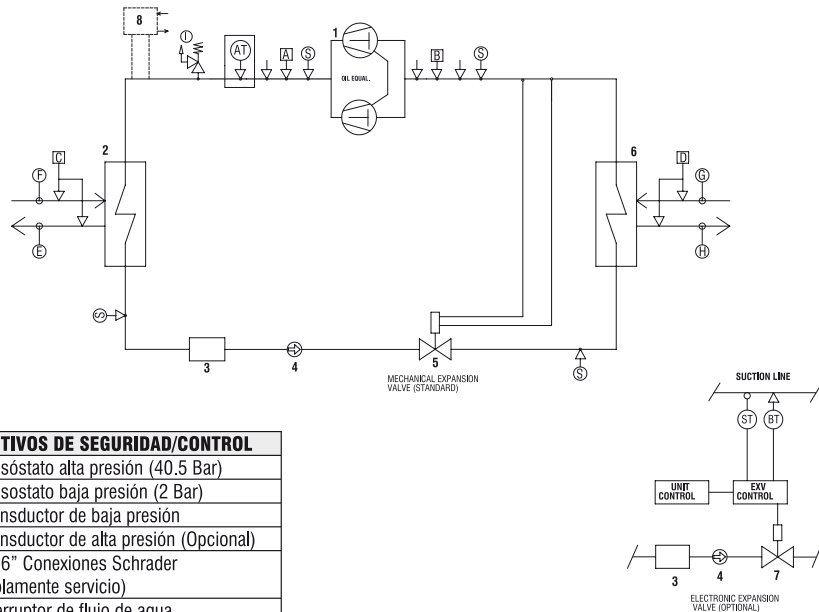 8
I
AT
A
S
1
OIL EQUAL.
B
S
2
C
F
E
6
D
G
H
S
3
4
5
MECHANICAL EXPANSION
VALVE (STANDARD)
S
SUCTION LINE
ST
BT
UNIT
CONTROL
EXV
CONTROL
3
4
7
ELECTRONIC EXPANSION
VALVE (OPTIONAL)
TIVOS DE SEGURIDAD/CONTROL
sóstato alta presión (40.5 Bar)
sostato baja presión (2 Bar)
nsductor de baja presión
nsductor de alta presión (Opcional)
6” Conexiones Schrader
olamente servicio)
erruptor de flujo de agua